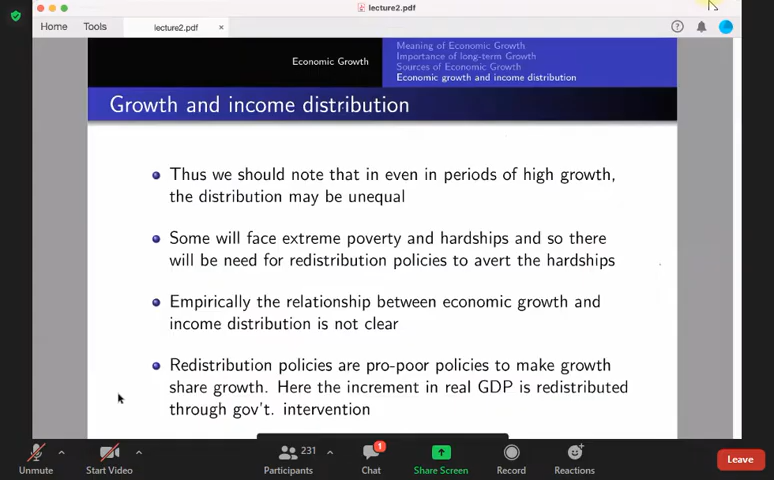 lecture2.pdf
Home Tools lecture2.pdf ×
Economic Growth
Meaning of Economic Growth
Importance of long-term Growth
Sources of Economic Growth
Economic growth and income distribution
Growth and income distribution
Thus we should note that in even in periods of high growth,
the distribution may be unequal
Some will face extreme poverty and hardships and so there
will be need for redistribution policies to avert the hardships
Empirically the relationship between economic growth and
income distribution is not clear
Redistribution policies are pro-poor policies to make growth
share growth. Here the increment in real GDP is redistributed
through gov't. intervention
231
1
Unmute Start Video Participants Chat Share Screen Record Reactions Leave